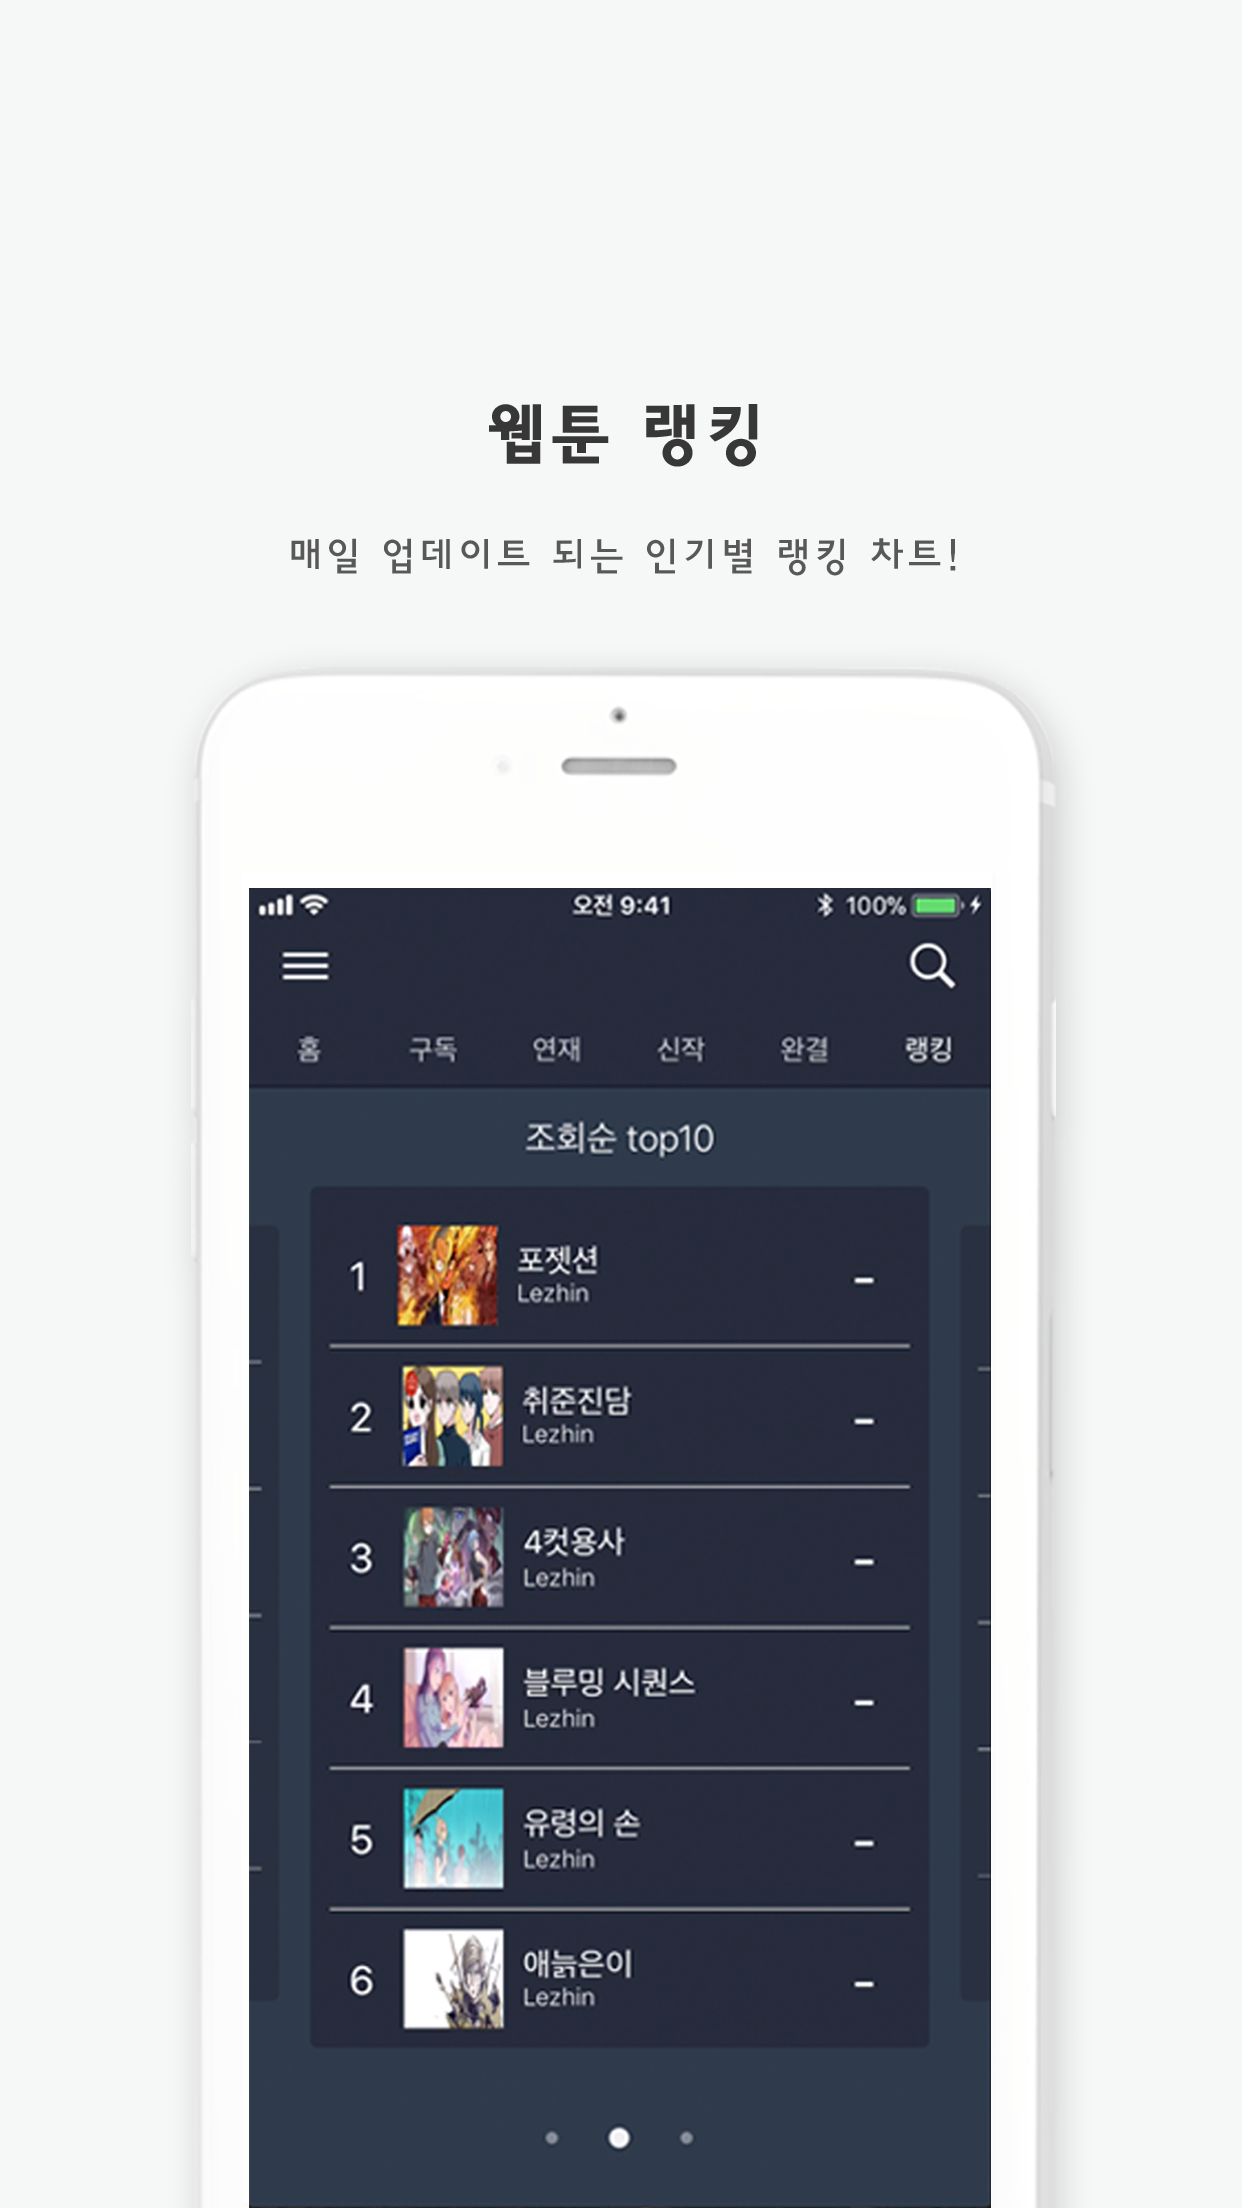 웹툰 랭킹
매일 업데이트 되는 인기별 랭킹 차트!
오전 9:41 100%
홈 구독 연재 신작 완결 랭킹
조회순 top10
1 포젯션 –
Lezhin
2 취준진담 –
Lezhin
3 4컷용사 –
Lezhin
4 블루밍 시퀀스 –
Lezhin
5 유령의 손 –
Lezhin
6 애늙은이 –
Lezhin